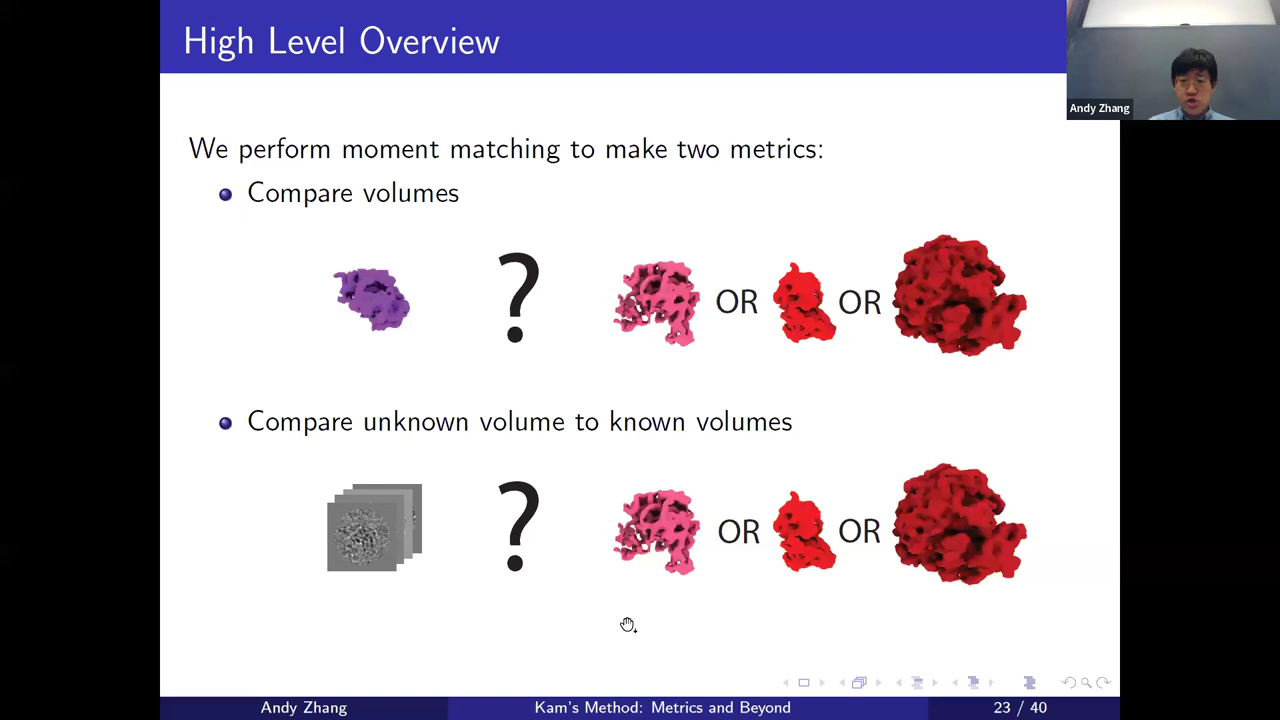 High Level Overview
Andy Zhang
We perform moment matching to make two metrics:
Compare volumes
? OR OR
Compare unknown volume to known volumes
? OR OR
Andy Zhang Kam's Method: Metrics and Beyond 23 / 40